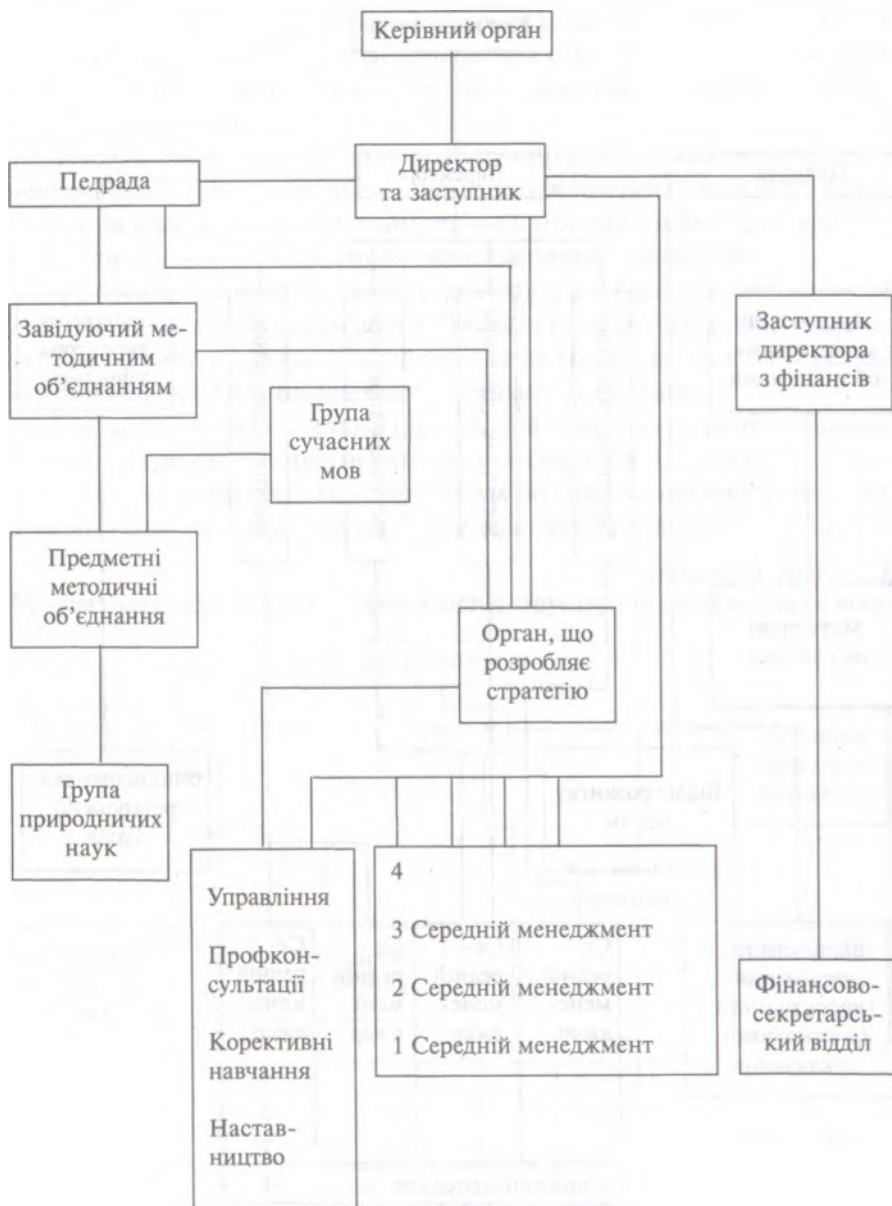 Керівний орган
Педрада
Директор
та заступник
Завідуючий ме-
тодичним
об’єднанням
Група
сучасних
мов
Заступник
директора
з фінансів
Предметні
методичні
об’єднання
Орган, що
розробляє
стратегію
Група
природничих
наук
Управління
Профкон-
сультації
Корективні
навчання
Настав-
ництво
4
3 Середній менеджмент
2 Середній менеджмент
1 Середній менеджмент
Фінансово-
секретарсь-
кий відділ